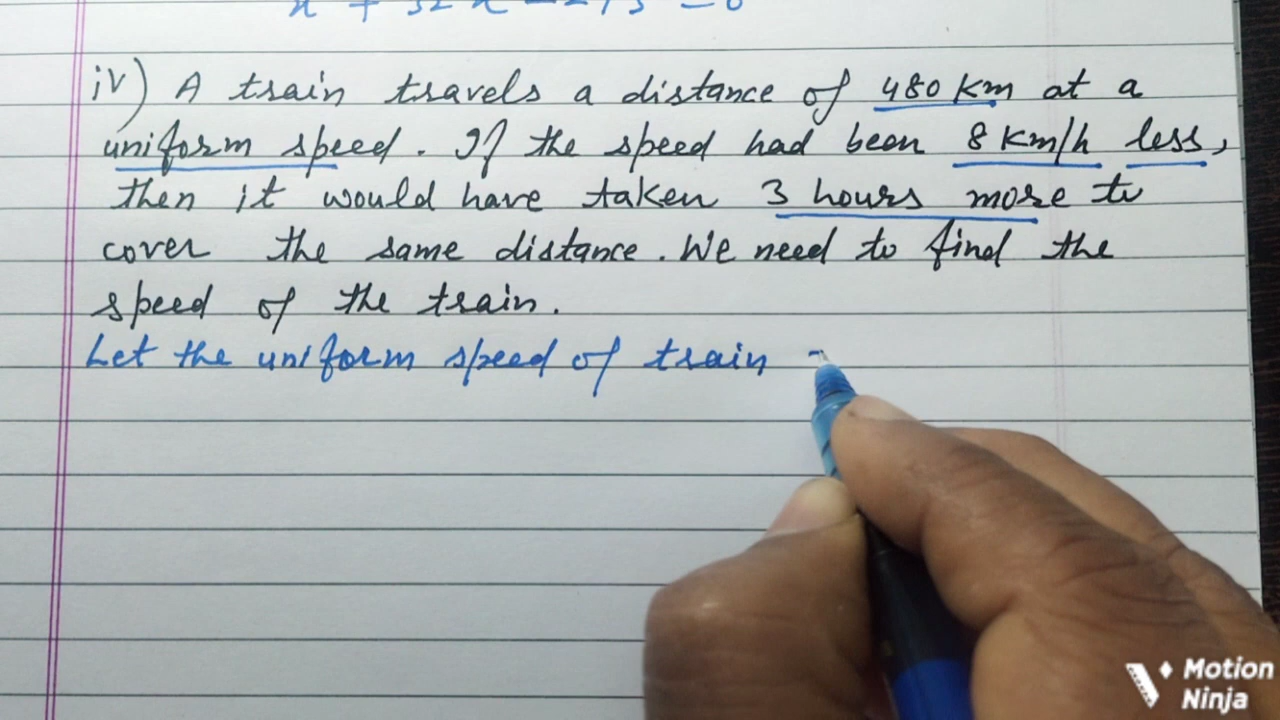 iv) A train travels a distance of 480 km at a
uniform speed. If the speed had been 8 km/h less,
then it would have taken 3 hours more to
cover the same distance. We need to find the
speed of the train.
Let the uniform speed of train
Motion
Ninja